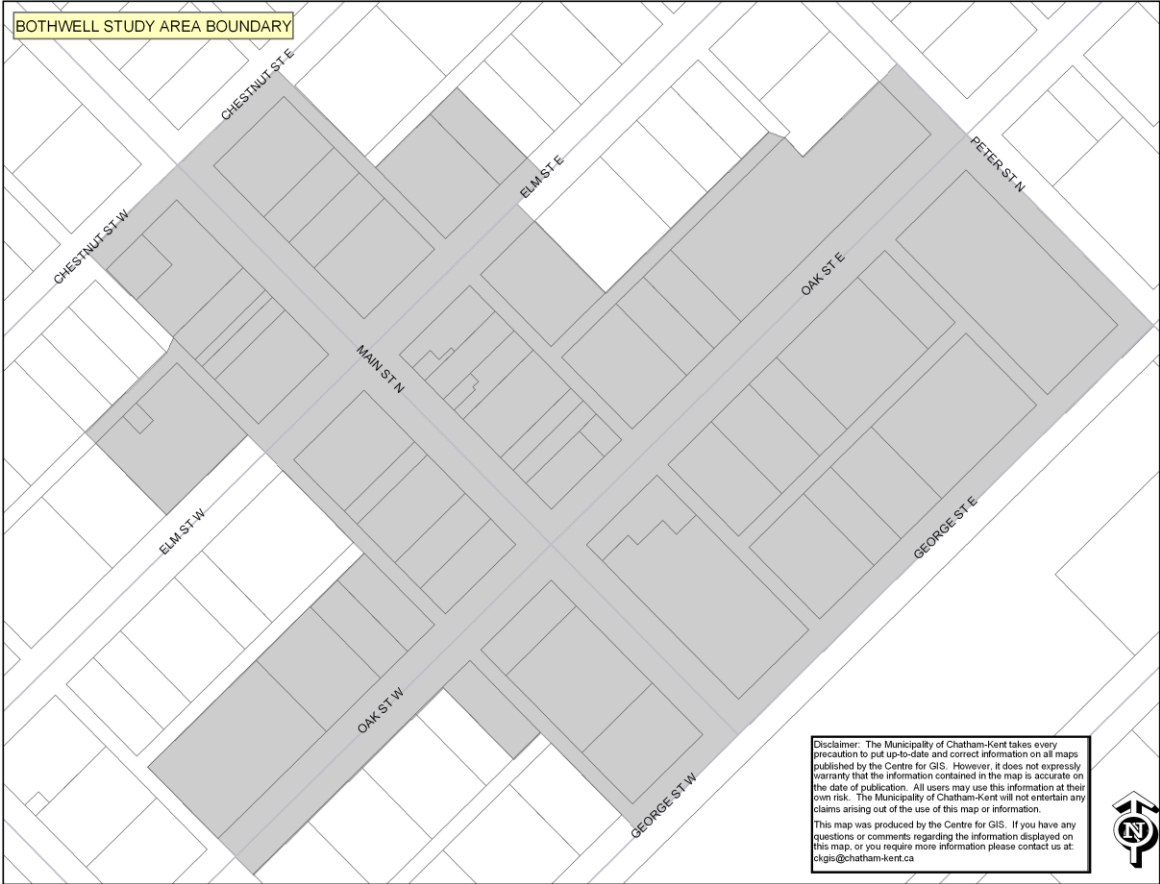 BOTHWELL STUDY AREA BOUNDARY
CHESTNUT ST E
CHESTNUT ST W
ELM ST E
PETER ST N
OAK ST E
MAIN ST N
ELM ST W
GEORGE ST E
OAK ST W
GEORGE ST W
Disclaimer: The Municipality of Chatham-Kent takes every
precaution to put up-to-date and correct information on all maps
published by the Centre for GIS. However, it does not expressly
warranty that the information contained in the map is accurate on
the date of publication. All users may use this information at their
own risk. The Municipality of Chatham-Kent will not entertain any
claims arising out of the use of this map or information.
This map was produced by the Centre for GIS. If you have any
questions or comments regarding the information displayed on
this map, or you require more information please contact us at:
ckgis@chatham-kent.ca
N